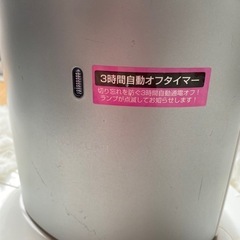 3時間自動オフタイマー
切り忘れを防ぐ3時間自動通電オフ!
ランプが点滅してお知らせします!